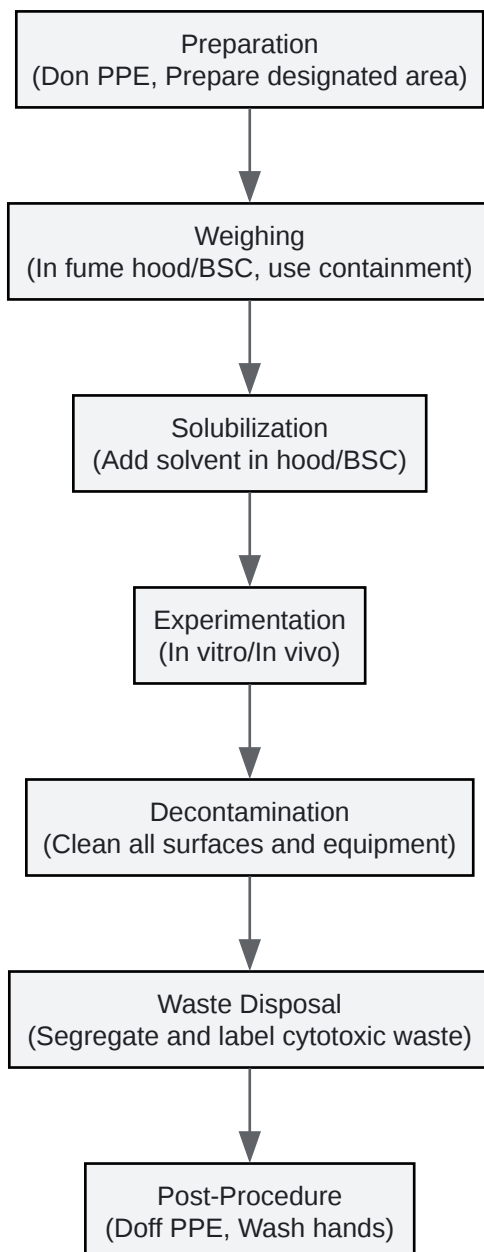 Preparation
(Don PPE, Prepare designated area)
Weighing
(In fume hood/BSC, use containment)
Solubilization
(Add solvent in hood/BSC)
Experimentation
(In vitro/In vivo)
Decontamination
(Clean all surfaces and equipment)
Waste Disposal
(Segregate and label cytotoxic waste)
Post-Procedure
(Doff PPE, Wash hands)